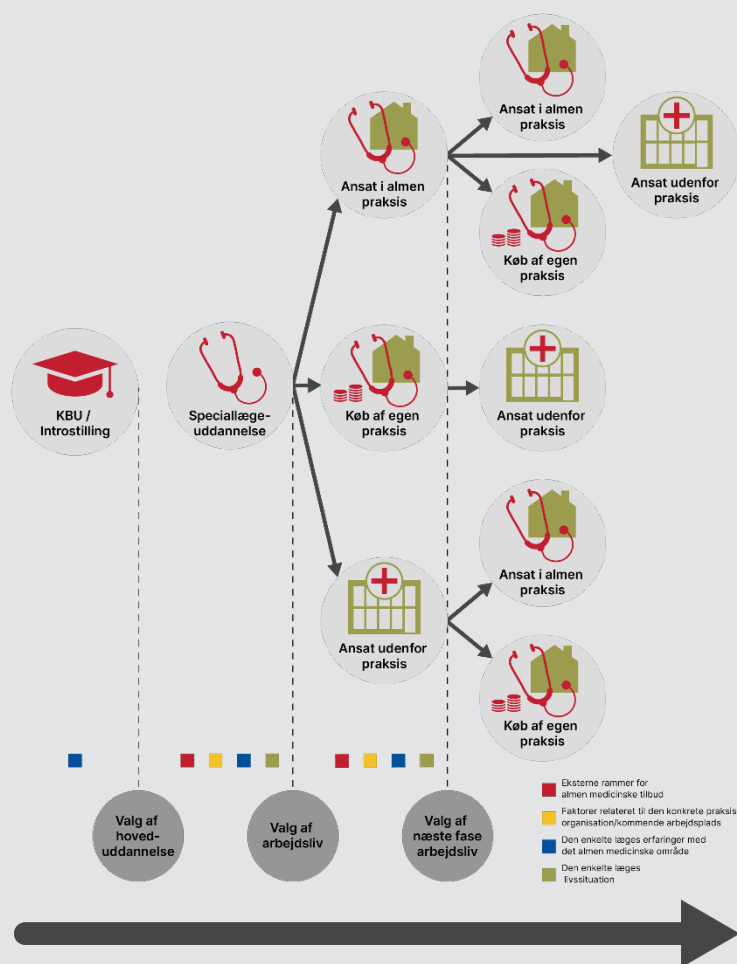 Ansat i almen
praksis
Ansat i almen
praksis
Ansat udenfor
praksis
Køb af egen
praksis
KBU /
Introstilling
Speciallæge-
uddannelse
Køb af egen
praksis
Ansat udenfor
praksis
Ansat i almen
praksis
Ansat udenfor
praksis
Køb af egen
praksis
Valg af
hoved-
uddannelse
Valg af
arbejdsliv
Valg af
næste fase
arbejdsliv
Eksterne rammer for
almen medicinske tilbud
Faktorer relateret til den konkrete praksis
organisation/kommende arbejdsplads
Den enkelte læges erfaringer med
det almen medicinske område
Den enkelte læges
livssituation